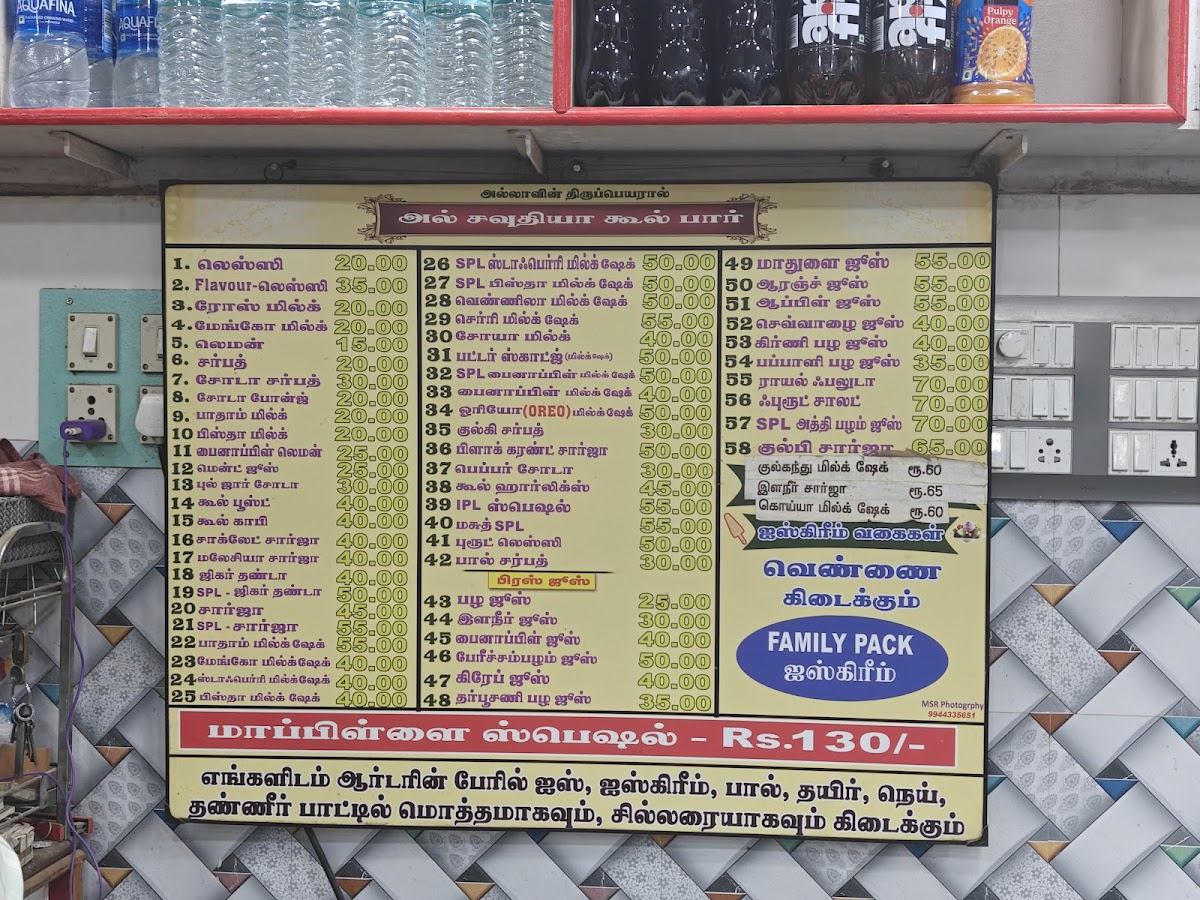 AQUAFINA
Pulpy
Orange
அல்லாவின் திருப்பெயரால்
அல் சவுதியா கூல் பார்
1. லெஸ்ஸி 20.00
2. Flavour-லெஸ்ஸி 35.00
3. ரோஸ் மில்க் 20.00
4. மேங்கோ மில்க் 20.00
5. லெமன் 15.00
6. சர்பத் 20.00
7. சோடா சர்பத் 30.00
8. சோடா போன்ஜ் 20.00
9. பாதாம் மில்க் 20.00
10 பிஸ்தா மில்க் 20.00
11 பைனாப்பிள் லெமன் 25.00
12 மெண்ட் ஜூஸ் 25.00
13 புல் ஜார் சோடா 30.00
14 கூல் பூஸ்ட் 40.00
15 கூல் காபி 40.00
16 சாக்லேட் சார்ஜா 40.00
17 மலேசியா சார்ஜா 40.00
18 ஜிகர் தண்டா 40.00
19 SPL - ஜிகர் தண்டா 50.00
20 சார்ஜா 45.00
21 SPL - சார்ஜா 55.00
22 பாதாம் மில்க்ஷேக் 55.00
23 மேங்கோ மில்க்ஷேக் 40.00
24 ஸ்டாஃபெர்ரி மில்க்ஷேக் 40.00
25 பிஸ்தா மில்க் ஷேக் 40.00
26 SPL ஸ்டாஃபெர்ரி மில்க் ஷேக் 50.00
27 SPL பிஸ்தா மில்க் ஷேக் 50.00
28 வெண்ணிலா மில்க் ஷேக் 50.00
29 செர்ரி மில்க் ஷேக் 55.00
30 சோயா மில்க் 40.00
31 பட்டர் ஸ்காட்ஜ் (மில்க்ஷேக்) 50.00
32 SPL பைனாப்பிள் மில்க் ஷேக் 50.00
33 பைனாப்பிள் மில்க் ஷேக் 40.00
34 ஓரியோ (OREO) மில்க் ஷேக் 50.00
35 குல்கி சர்பத் 30.00
36 பிளாக் கரண்ட் சார்ஜா 50.00
37 பெப்பர் சோடா 30.00
38 கூல் ஹார்லிக்ஸ் 45.00
39 IPL ஸ்பெஷல் 55.00
40 மசுத் SPL 55.00
41 புரூட் லெஸ்ஸி 50.00
42 பால் சர்பத் 30.00
பிரஸ் ஜூஸ்
43 பழ ஜூஸ் 25.00
44 இளநீர் ஜூஸ் 30.00
45 பைனாப்பிள் ஜூஸ் 40.00
46 பேரீச்சம்பழம் ஜூஸ் 50.00
47 கிரேப் ஜூஸ் 40.00
48 தர்பூசணி பழ ஜூஸ் 35.00
49 மாதுளை ஜூஸ் 55.00
50 ஆரஞ்ச் ஜூஸ் 55.00
51 ஆப்பிள் ஜூஸ் 55.00
52 செவ்வாழை ஜூஸ் 40.00
53 கிர்ணி பழ ஜூஸ் 40.00
54 பப்பாளி பழ ஜூஸ் 35.00
55 ராயல் ஃபலுடா 70.00
56 ஃபுரூட் சாலட் 70.00
57 SPL அத்தி பழம் ஜூஸ் 70.00
58 குல்பி சார்ஜா 65.00
குல்கந்து மில்க் ஷேக் ரூ.60
இளநீர் சார்ஜா ரூ.65
கொய்யா மில்க் ஷேக் ரூ.60
ஐஸ்கிரீம் வகைகள்
வெண்ணை
கிடைக்கும்
FAMILY PACK
ஐஸ்கிரீம்
MSR Photogrphy
9944335651
மாப்பிள்ளை ஸ்பெஷல் - Rs.130/-
எங்களிடம் ஆர்டரின் பேரில் ஐஸ், ஐஸ்கிரீம், பால், தயிர், நெய்,
தண்ணீர் பாட்டில் மொத்தமாகவும், சில்லரையாகவும் கிடைக்கும்